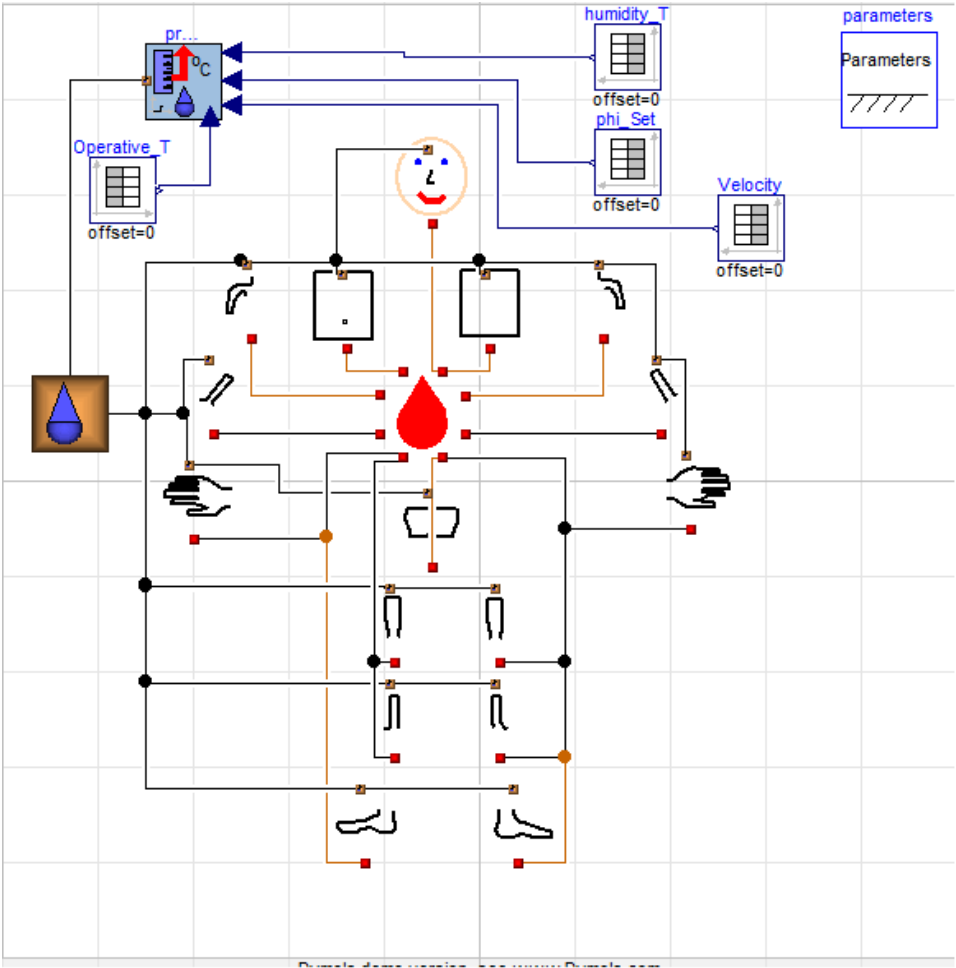 humidity_T
parameters
pr...
°C
Parameters
offset=0
phi_Set
Operative_T
offset=0
Velocity
offset=0
offset=0